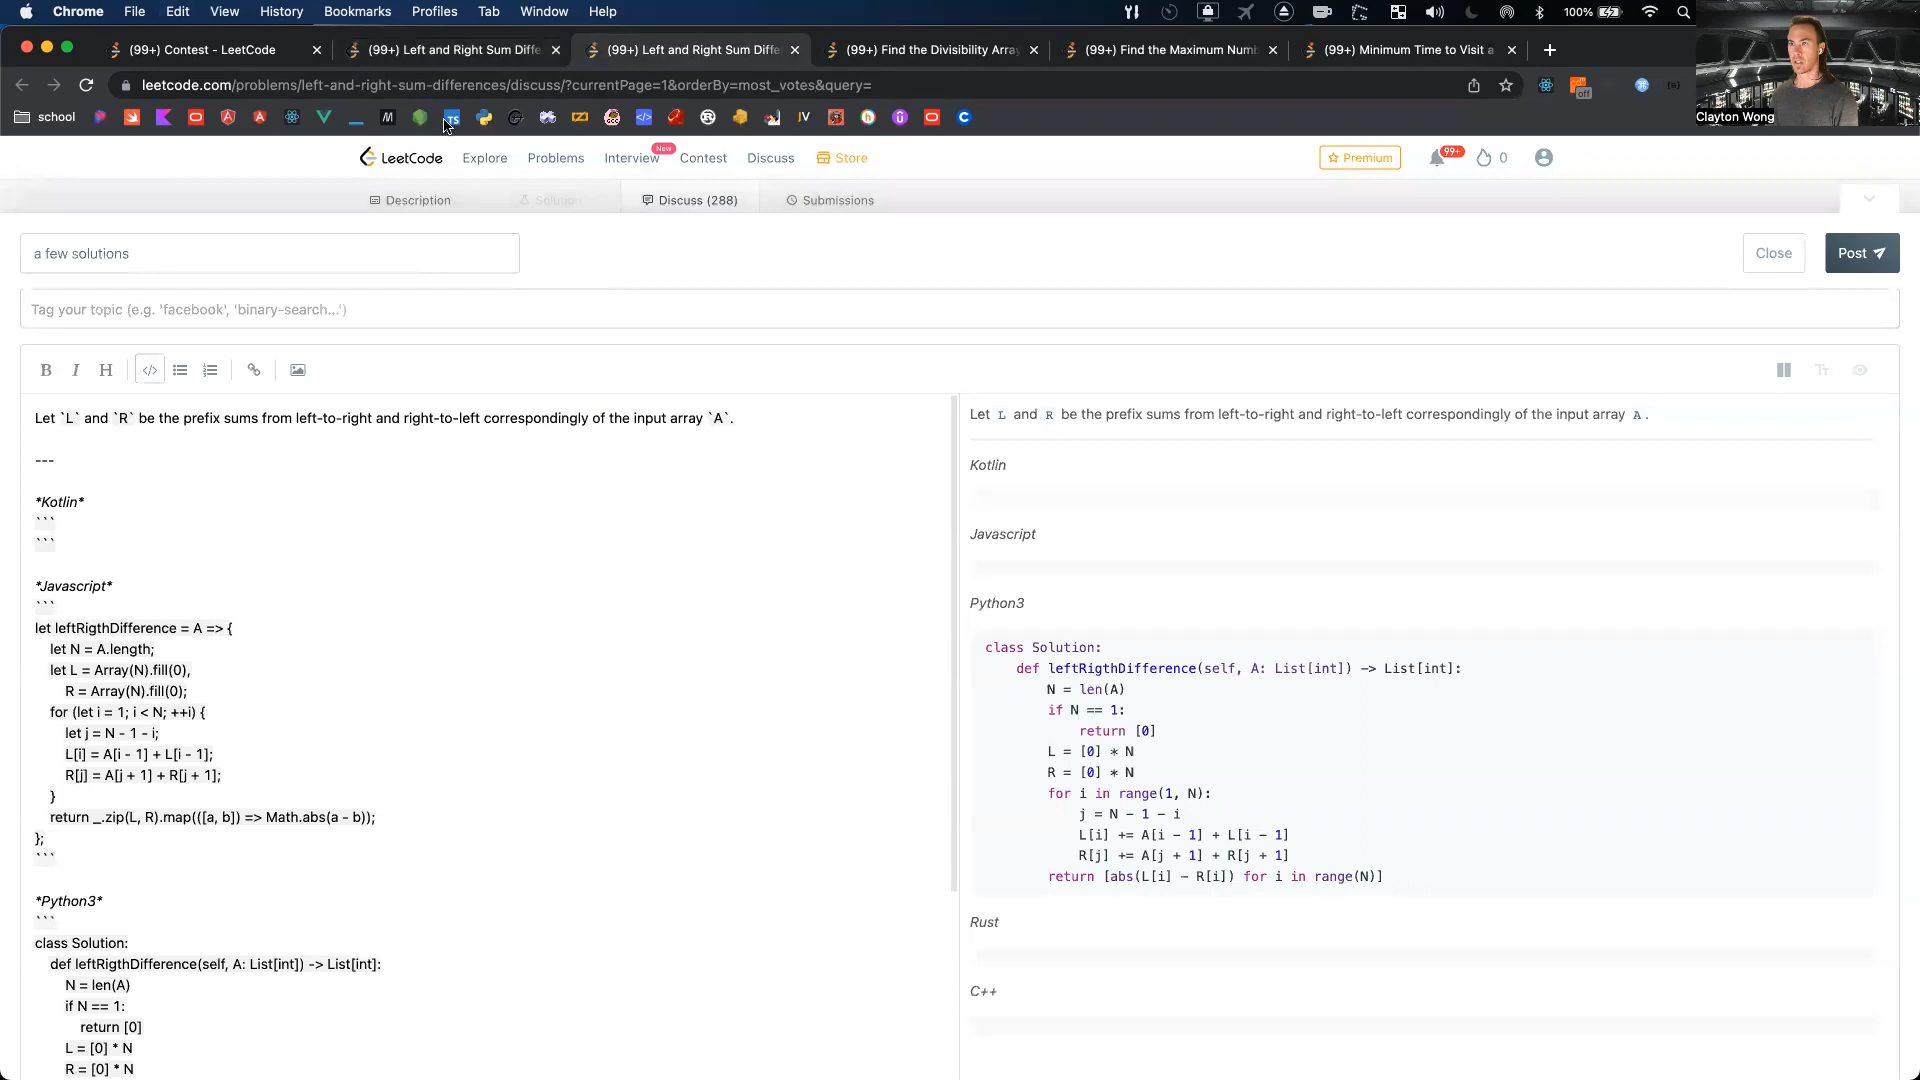 Chrome File Edit View History Bookmarks Profiles Tab Window Help 100%
(99+) Contest - LeetCode
(99+) Left and Right Sum Diffe
(99+) Left and Right Sum Differ
(99+) Find the Divisibility Array
(99+) Find the Maximum Numb
(99+) Minimum Time to Visit a
leetcode.com/problems/left-and-right-sum-differences/discuss/?currentPage=1&orderBy=most_votes&query=
off
school
TS
JV
Clayton Wong
LeetCode Explore Problems Interview New Contest Discuss Store Premium 99+ 0
Description Solution Discuss (288) Submissions
a few solutions
Close Post
Tag your topic (e.g. 'facebook', 'binary-search...')
B I H
Let `L` and `R` be the prefix sums from left-to-right and right-to-left correspondingly of the input array `A`.
---
*Kotlin*
```
```
*Javascript*
```
let leftRigthDifference = A => {
let N = A.length;
let L = Array(N).fill(0),
R = Array(N).fill(0);
for (let i = 1; i < N; ++i) {
let j = N - 1 - i;
L[i] = A[i - 1] + L[i - 1];
R[j] = A[j + 1] + R[j + 1];
}
return _.zip(L, R).map(([a, b]) => Math.abs(a - b));
};
```
*Python3*
```
class Solution:
def leftRigthDifference(self, A: List[int]) -> List[int]:
N = len(A)
if N == 1:
return [0]
L = [0] * N
R = [0] * N
Let L and R be the prefix sums from left-to-right and right-to-left correspondingly of the input array A.
Kotlin
Javascript
Python3
class Solution:
def leftRigthDifference(self, A: List[int]) -> List[int]:
N = len(A)
if N == 1:
return [0]
L = [0] * N
R = [0] * N
for i in range(1, N):
j = N - 1 - i
L[i] += A[i - 1] + L[i - 1]
R[j] += A[j + 1] + R[j + 1]
return [abs(L[i] - R[i]) for i in range(N)]
Rust
C++